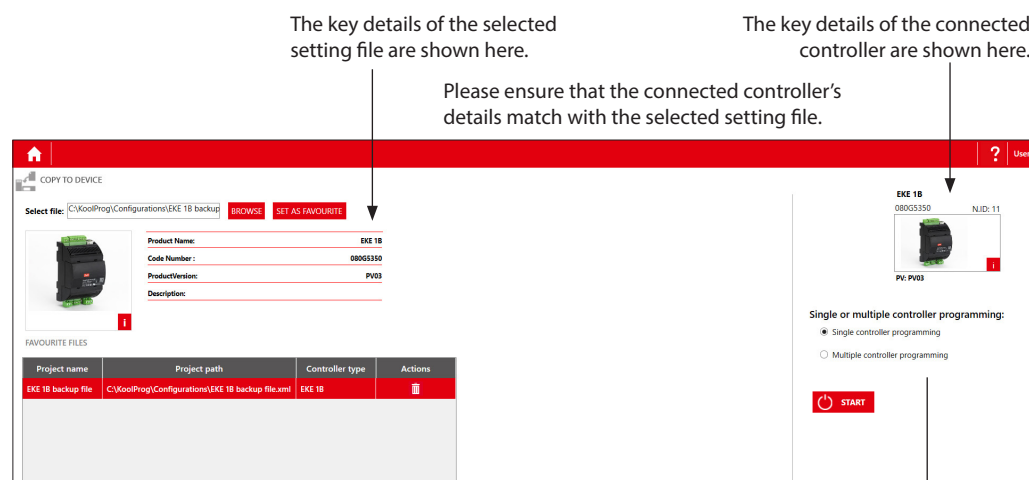 The key details of the selected
setting file are shown here.
The key details of the connected
controller are shown here.
Please ensure that the connected controller's
details match with the selected setting file.
? User
COPY TO DEVICE
Select file: C:\KoolProg\Configurations\EKE 1B backup BROWSE SET AS FAVOURITE
Product Name: EKE 1B
Code Number : 080G5350
ProductVersion: PV03
Description:
i
EKE 1B
080G5350 N.ID: 11
i
PV: PV03
Single or multiple controller programming:
Single controller programming
Multiple controller programming
START
FAVOURITE FILES
Project name Project path Controller type Actions
EKE 1B backup file C:\KoolProg\Configurations\EKE 1B backup file.xml EKE 1B